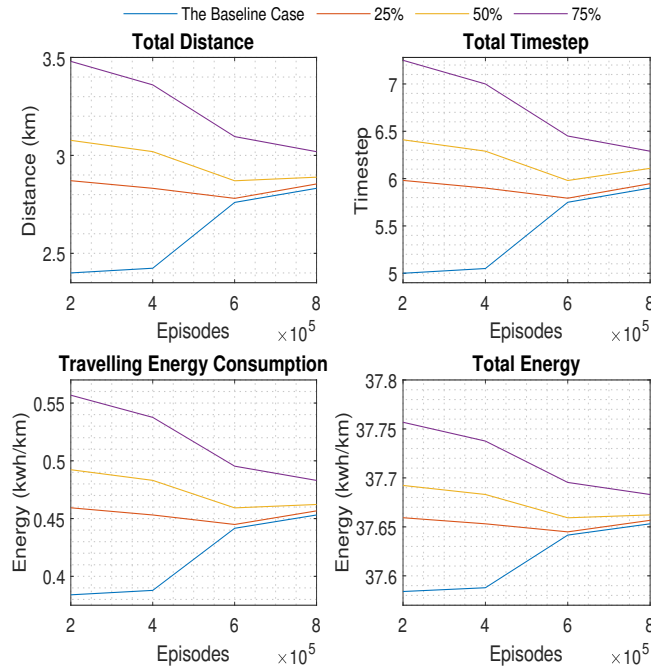 The Baseline Case 25% 50% 75%
Total Distance
Distance (km)
3.5
3
2.5
2 4 6 8
Episodes ×10^5
Total Timestep
Timestep
7
6.5
6
5.5
5
2 4 6 8
Episodes ×10^5
Travelling Energy Consumption
Energy (kwh/km)
0.55
0.5
0.45
0.4
2 4 6 8
Episodes ×10^5
Total Energy
Energy (kwh/km)
37.8
37.75
37.7
37.65
37.6
2 4 6 8
Episodes ×10^5